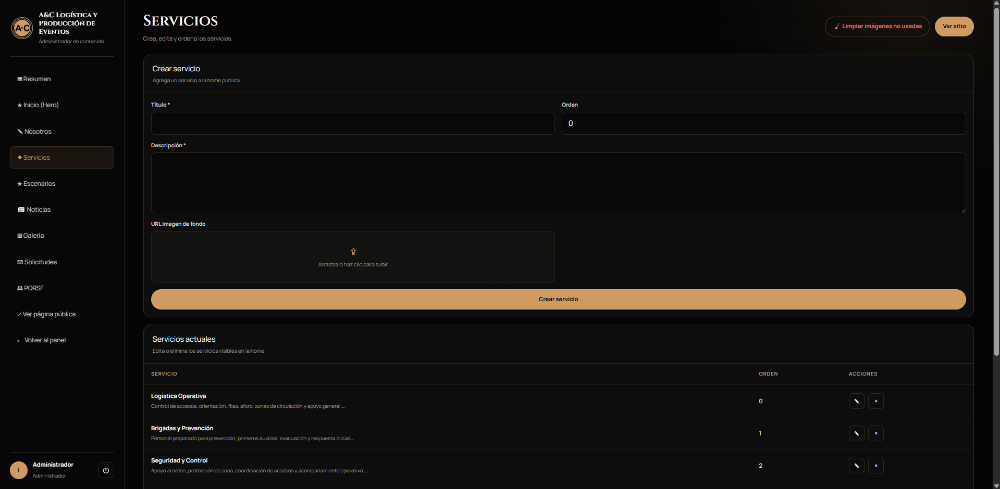 A&C Logística y
Producción de
Eventos
Administrador de contenido
A&C
Resumen
Inicio (Hero)
Nosotros
Servicios
Escenarios
Noticias
Galería
Solicitudes
PQRSF
Ver página pública
Volver al panel
I
Administrador
Administrador
Servicios
Crea, edita y ordena los servicios.
Limpiar imágenes no usadas
Ver sitio
Crear servicio
Agrega un servicio a la home pública.
Título *
Orden
0
Descripción *
URL imagen de fondo
Arrastra o haz clic para subir
Crear servicio
Servicios actuales
Edita o elimina los servicios visibles en la home.
SERVICIO ORDEN ACCIONES
Logistica Operativa
Control de accesos, orientación, filas, aforo, zonas de circulación y apoyo general....
0
Brigadas y Prevención
Personal preparado para prevención, primeros auxilios, evacuación y respuesta inicial....
1
Seguridad y Control
Apoyo al orden, protección de zona, coordinación de accesos y acompañamiento operativo....
2